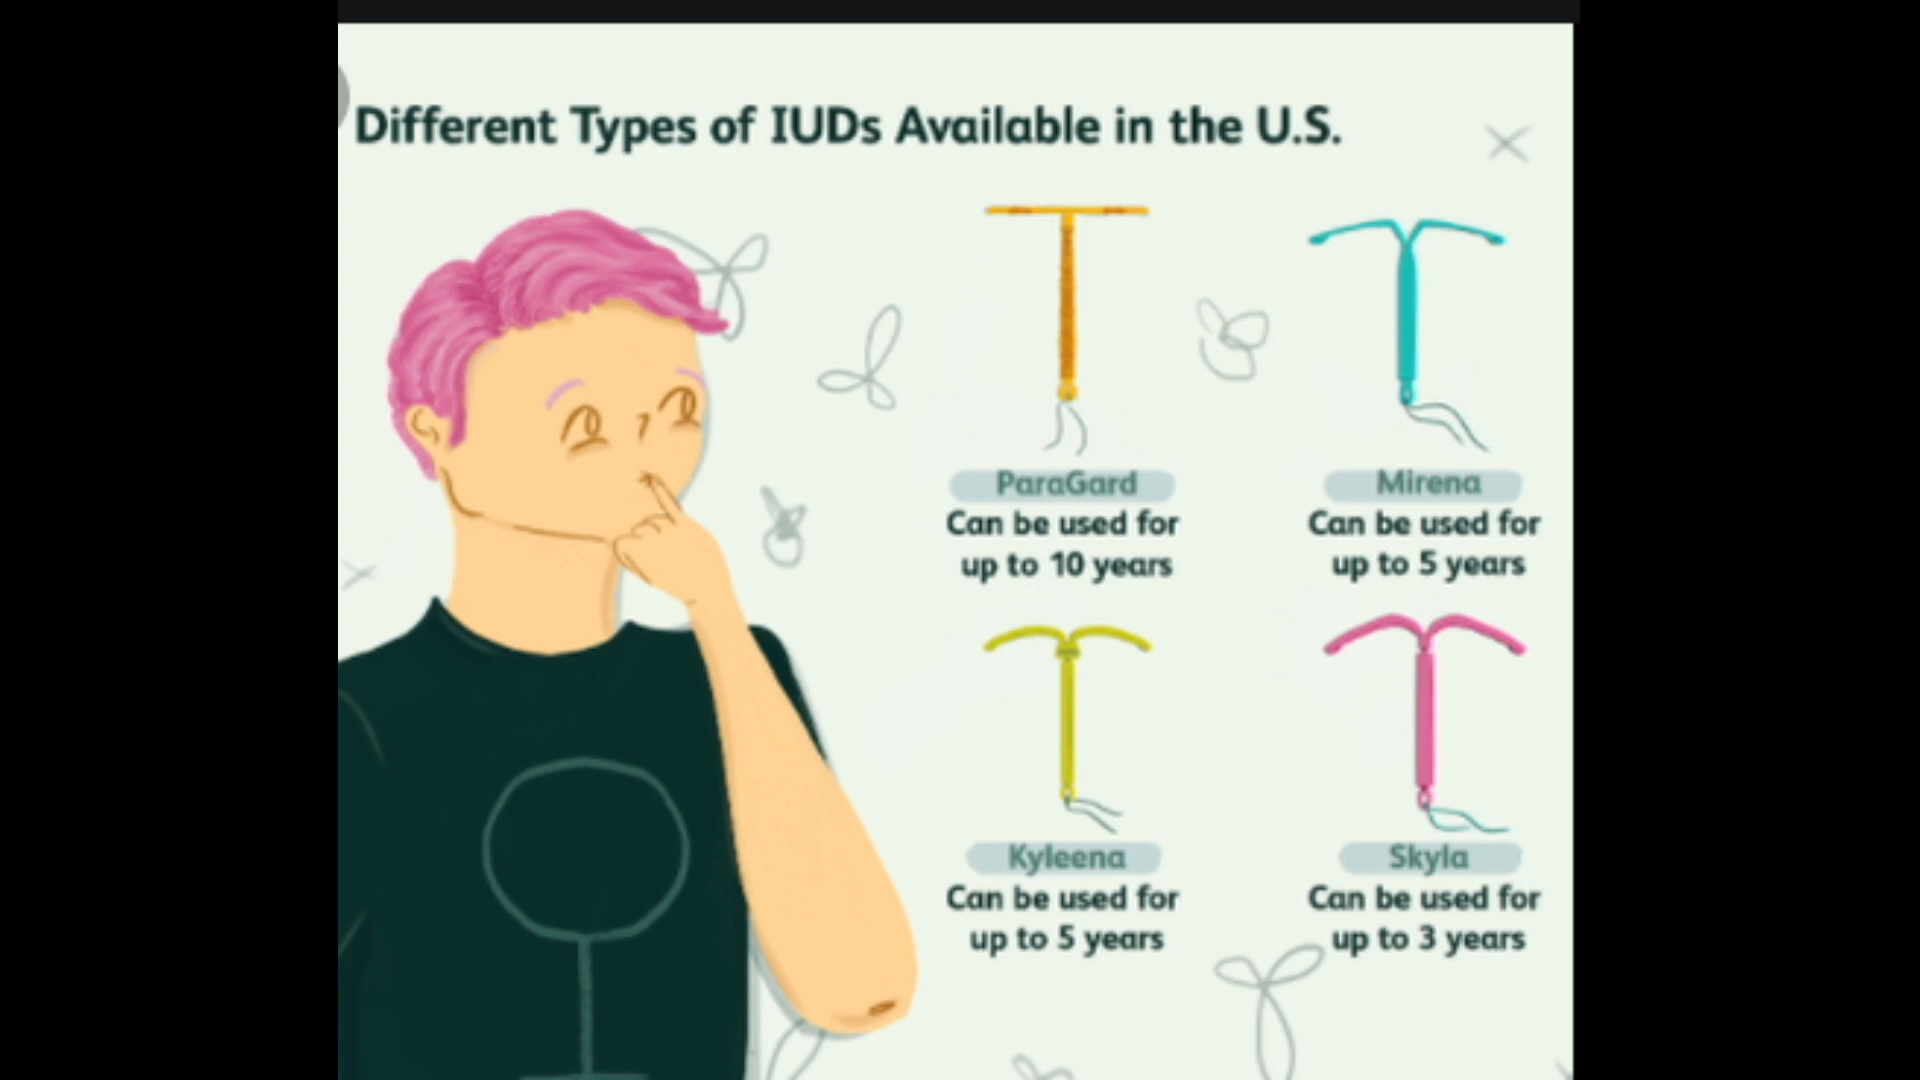 Different Types of IUDs Available in the U.S.
ParaGard
Can be used for
up to 10 years
Mirena
Can be used for
up to 5 years
Kyleena
Can be used for
up to 5 years
Skyla
Can be used for
up to 3 years